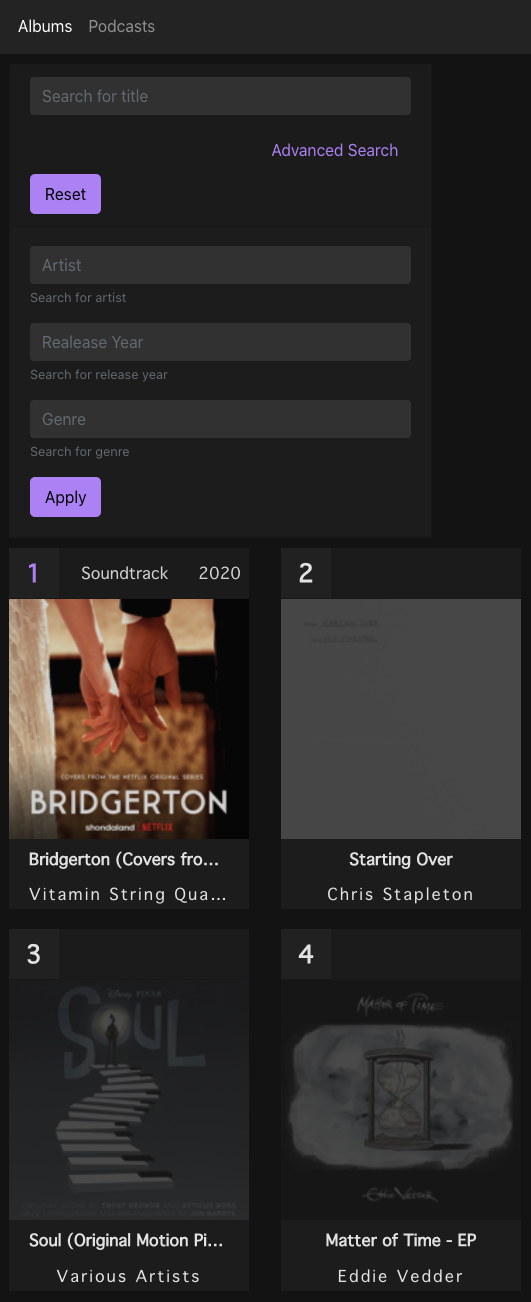 Albums Podcasts
Search for title
Advanced Search
Reset
Artist
Search for artist
Realease Year
Search for release year
Genre
Search for genre
Apply
1 Soundtrack 2020
2
COVERS FROM THE NETFLIX ORIGINAL SERIES
BRIDGERTON
shondaland NETFLIX
Bridgerton (Covers fro...
Starting Over
Vitamin String Qua...
Chris Stapleton
3
4
Disney PIXAR
SOUL
Matter of Time
Eddie Vedder
Soul (Original Motion Pi...
Matter of Time - EP
Various Artists
Eddie Vedder